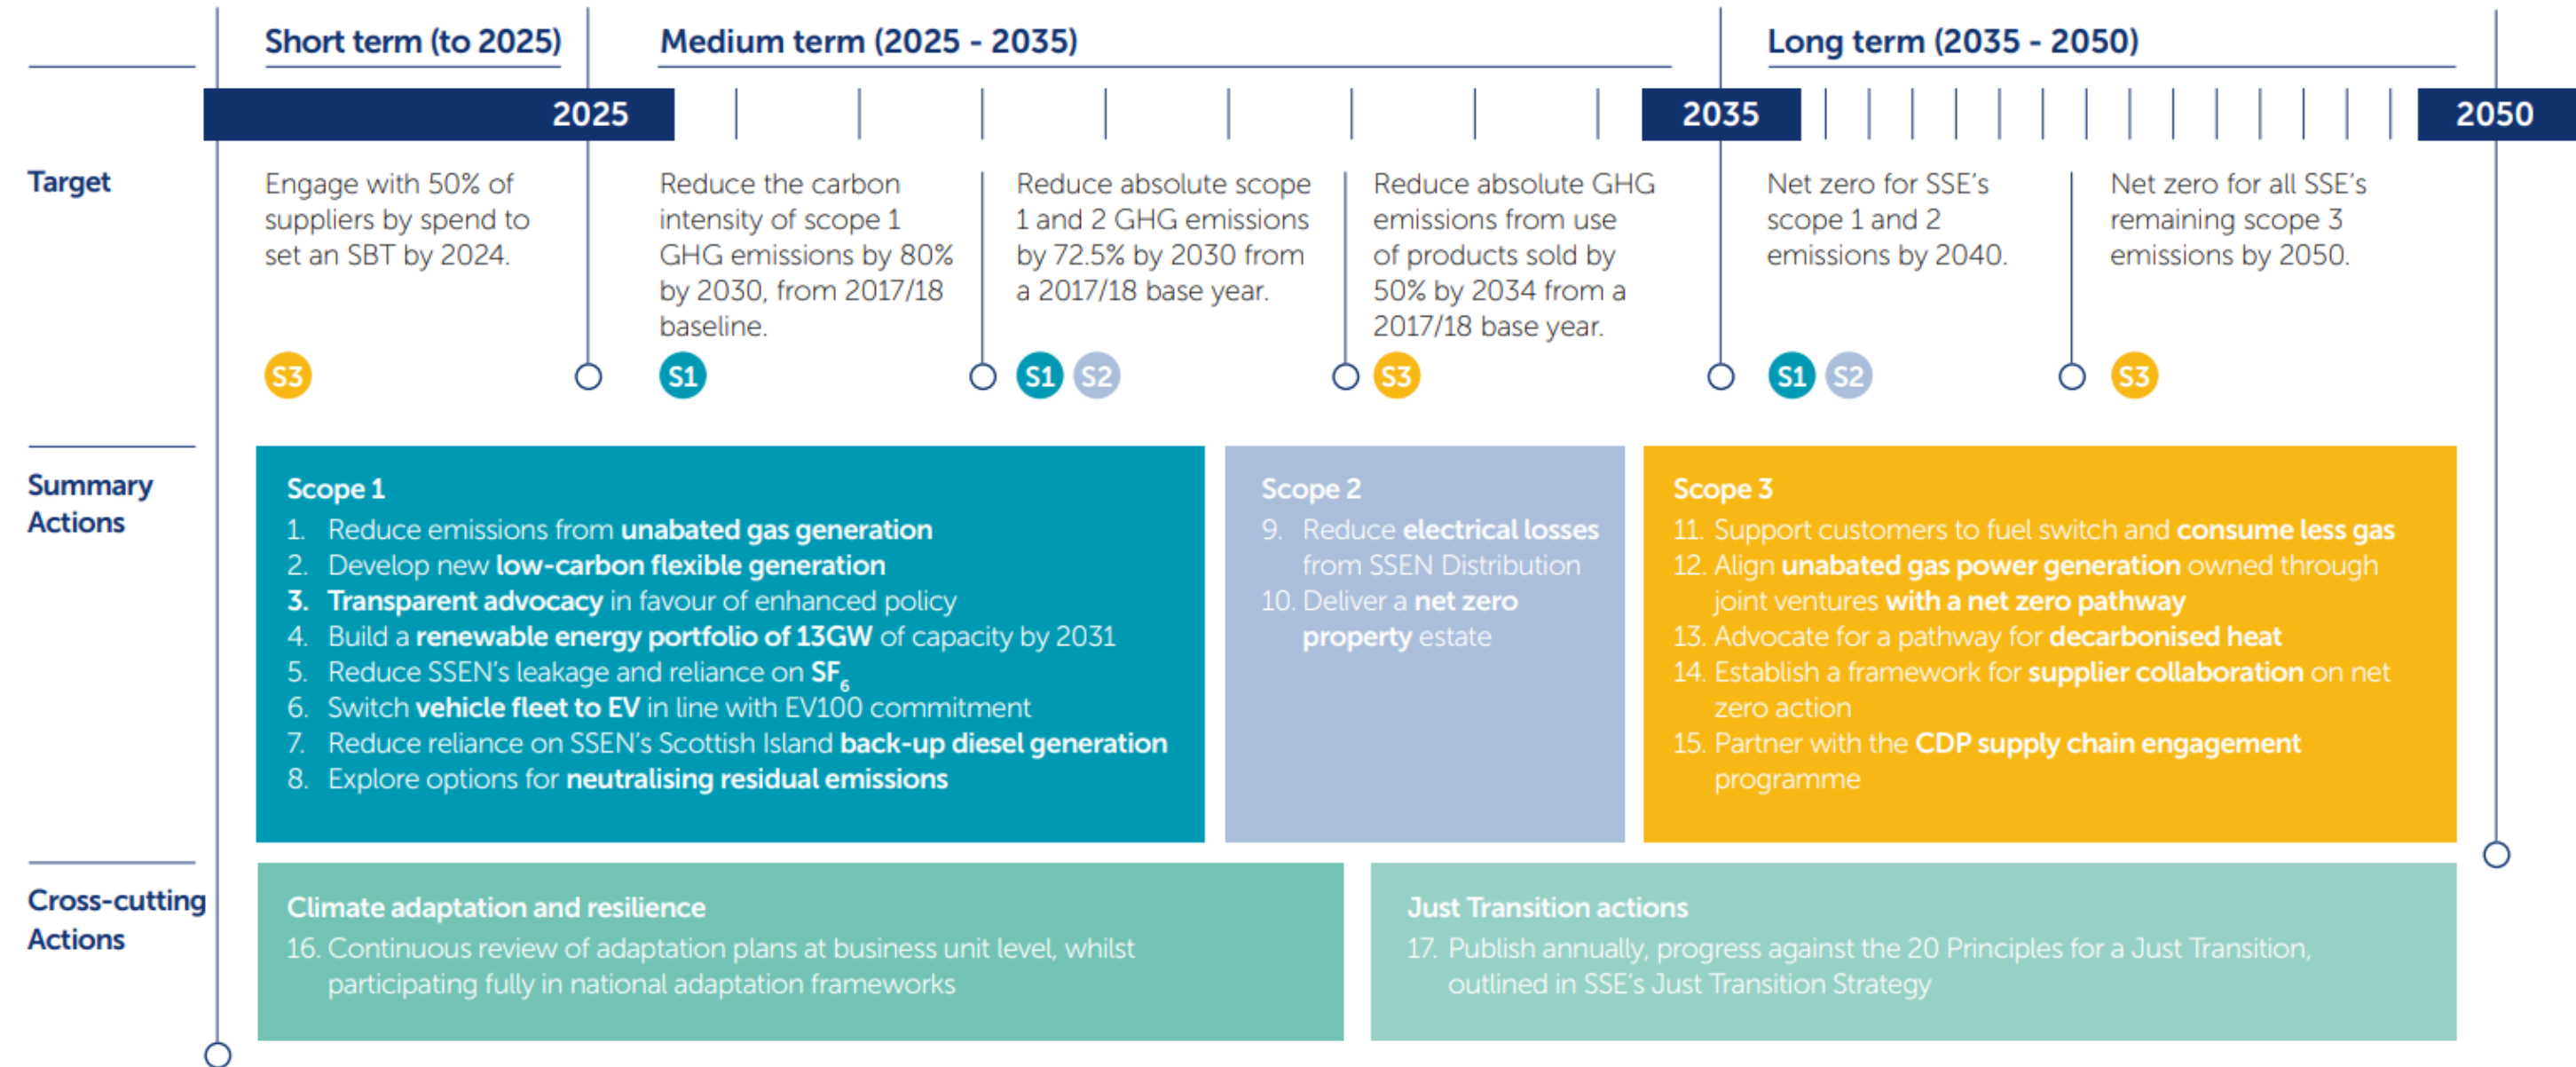 Short term (to 2025)
Medium term (2025 - 2035)
Long term (2035 - 2050)
2025
2035
2050
Target
Engage with 50% of
suppliers by spend to
set an SBT by 2024.
S3
Reduce the carbon
intensity of scope 1
GHG emissions by 80%
by 2030, from 2017/18
baseline.
S1
Reduce absolute scope
1 and 2 GHG emissions
by 72.5% by 2030 from
a 2017/18 base year.
S1 S2
Reduce absolute GHG
emissions from use
of products sold by
50% by 2034 from a
2017/18 base year.
S3
Net zero for SSE's
scope 1 and 2
emissions by 2040.
S1 S2
Net zero for all SSE's
remaining scope 3
emissions by 2050.
S3
Summary
Actions
Scope 1
1. Reduce emissions from unabated gas generation
2. Develop new low-carbon flexible generation
3. Transparent advocacy in favour of enhanced policy
4. Build a renewable energy portfolio of 13GW of capacity by 2031
5. Reduce SSEN's leakage and reliance on SF6
6. Switch vehicle fleet to EV in line with EV100 commitment
7. Reduce reliance on SSEN's Scottish Island back-up diesel generation
8. Explore options for neutralising residual emissions
Scope 2
9. Reduce electrical losses
from SSEN Distribution
10. Deliver a net zero
property estate
Scope 3
11. Support customers to fuel switch and consume less gas
12. Align unabated gas power generation owned through
joint ventures with a net zero pathway
13. Advocate for a pathway for decarbonised heat
14. Establish a framework for supplier collaboration on net
zero action
15. Partner with the CDP supply chain engagement
programme
Cross-cutting
Actions
Climate adaptation and resilience
16. Continuous review of adaptation plans at business unit level, whilst
participating fully in national adaptation frameworks
Just Transition actions
17. Publish annually, progress against the 20 Principles for a Just Transition,
outlined in SSE's Just Transition Strategy